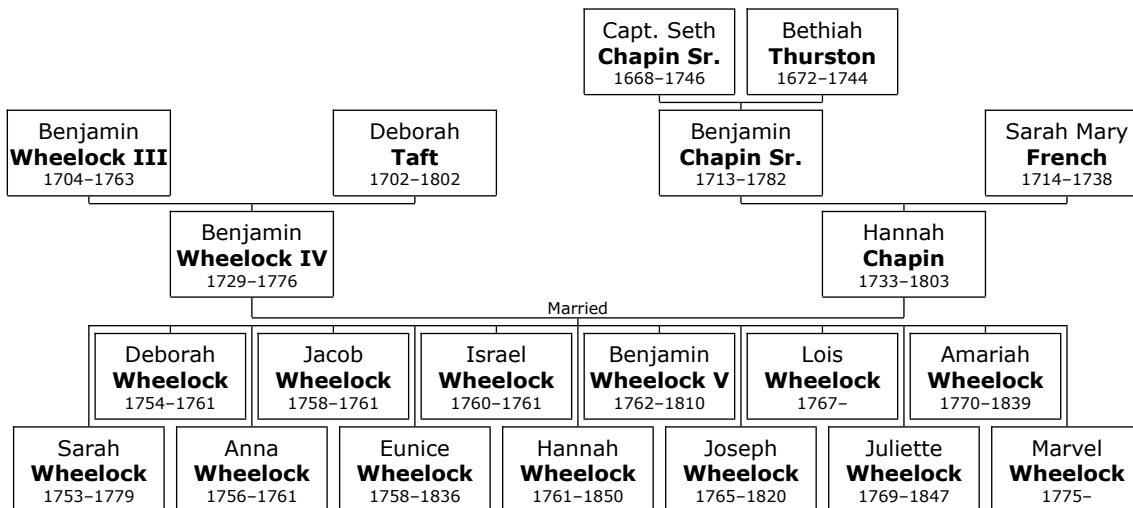 Capt. Seth
Chapin Sr.
1668–1746
Bethiah
Thurston
1672–1744
Benjamin
Wheelock III
1704–1763
Deborah
Taft
1702–1802
Benjamin
Chapin Sr.
1713–1782
Sarah Mary
French
1714–1738
Benjamin
Wheelock IV
1729–1776
Hannah
Chapin
1733–1803
Married
Deborah
Wheelock
1754–1761
Jacob
Wheelock
1758–1761
Israel
Wheelock
1760–1761
Benjamin
Wheelock V
1762–1810
Lois
Wheelock
1767–
Amariah
Wheelock
1770–1839
Sarah
Wheelock
1753–1779
Anna
Wheelock
1756–1761
Eunice
Wheelock
1758–1836
Hannah
Wheelock
1761–1850
Joseph
Wheelock
1765–1820
Juliette
Wheelock
1769–1847
Marvel
Wheelock
1775–